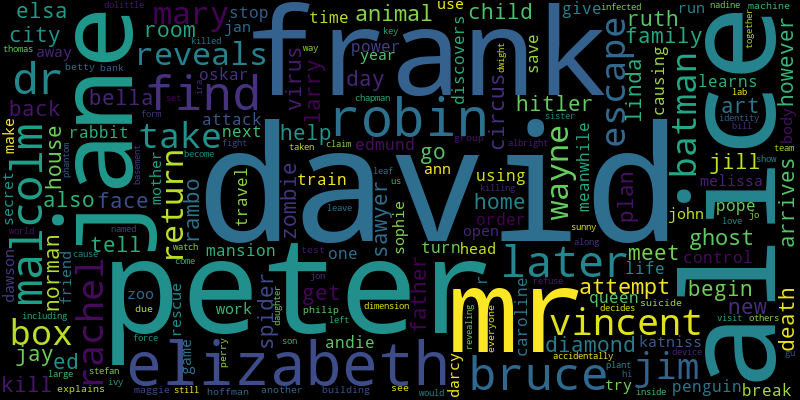 elsa
mary
frank
animal
child
give
ruth
run
nadine
machine
dolittle
stop
jan
time
use
city
thomas
away
betty
bank
room
power
key
save
family
together
dr
reveals
oskar
year
discovers
linda
causing
infected
however
jane
find
virus
larry
day
circus
hitler
escape
batman
learns
back
bella
attack
robin
art
body
make
malcolm
house
rabbit
take
next
help
edmund
wayne
meanwhile
jill
alice
secret
also
face
mother
return
rambo
travel
zombie
david
train
go
ann
using
sawyer
sophie
home
plan
melissa
john
pope
love
arrives
norman
tell
friend
mansion
one
order
open
turn
head
later
meet
life
ghost
control
peter
mr
dawson
box
jay
ed
rachel
zoo
due
rescue
work
spider
get
father
philip
test
attempt
queen
suicide
begin
new
visit
others
death
vincent
diamond
katniss
kill
explains
stefan
elizabeth
andie
darcy
bruce
caroline
jim
try
penguin
break
maggie
still
hoffman
another
building
see
would
accidentally
inside
plant
device
game
perry
daughter
son
left
dimension
revealing
everyone
refuse
decides
sunny
along
killing
sister
albright
group
claim
taken
us
leaf
chapman
dwight
lab
identity
bill
team
show
phantom
basement
become
fight
killed
form
set
way
world
named
cause
watch
come
including
large
force
ivy